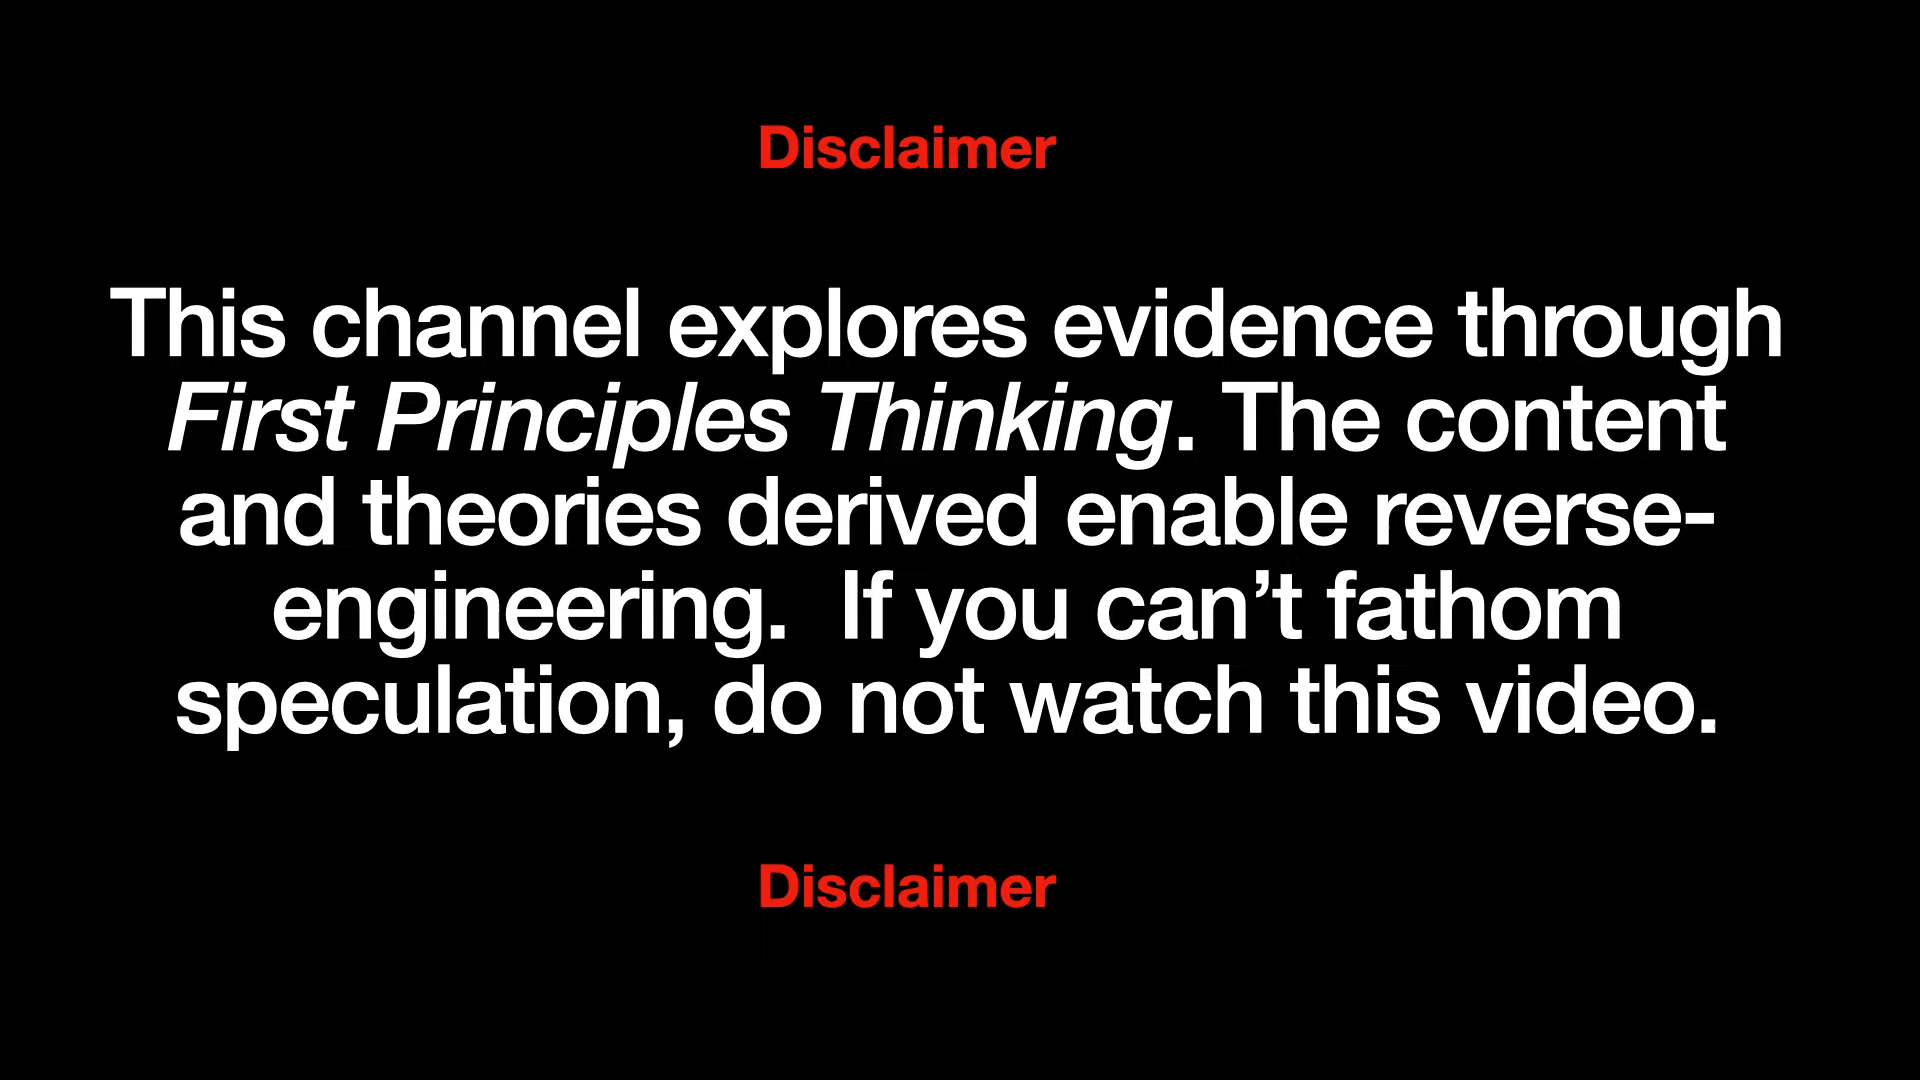 Disclaimer
This channel explores evidence through
First Principles Thinking. The content
and theories derived enable reverse-
engineering.  If you can’t fathom
speculation, do not watch this video.
Disclaimer